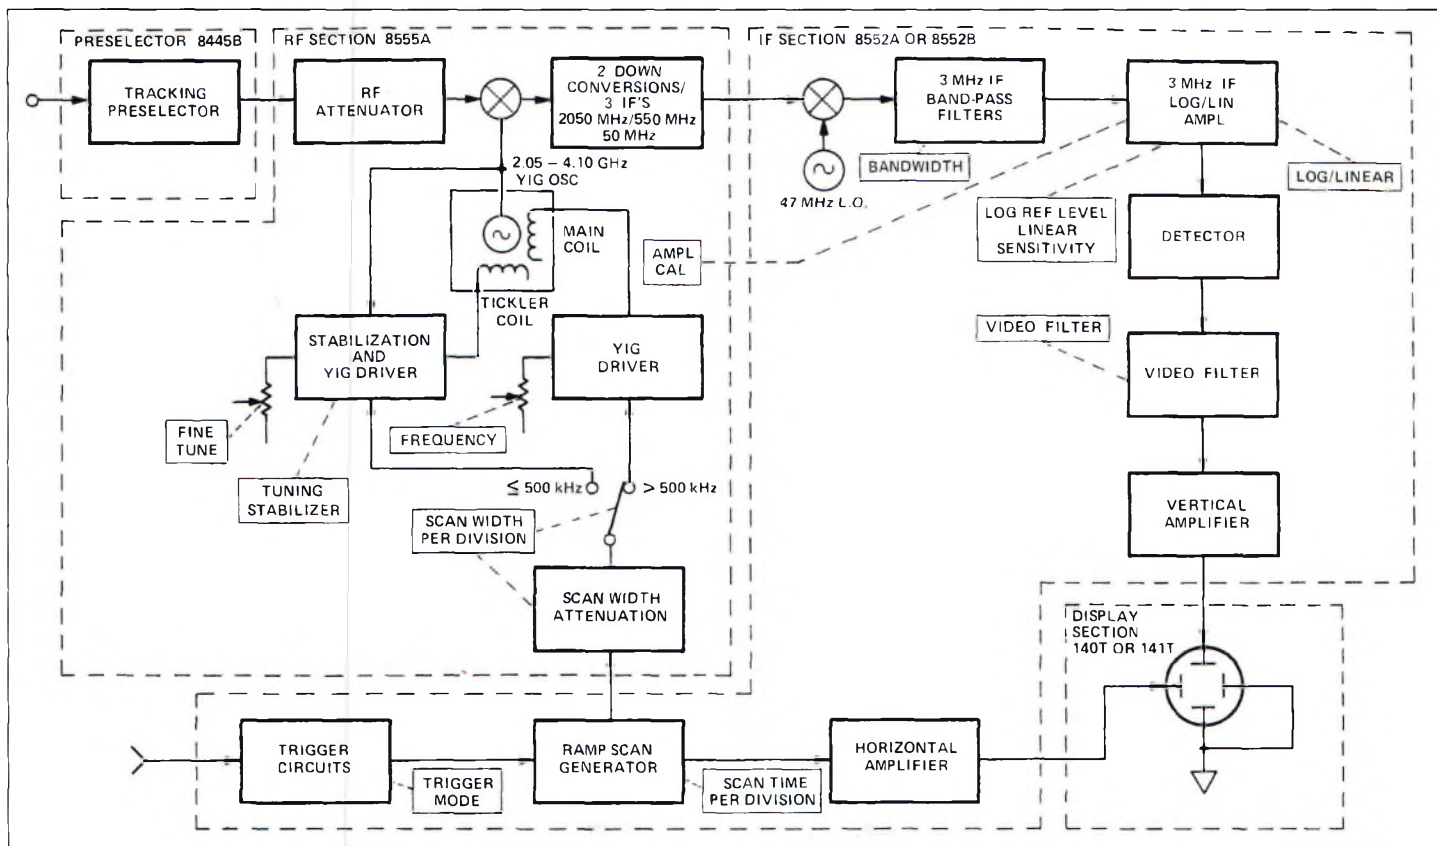 PRESELECTOR 8445B
TRACKING
PRESELECTOR
RF SECTION 8555A
RF
ATTENUATOR
2 DOWN
CONVERSIONS/
3 IF'S
2050 MHz/550 MHz
50 MHz
2.05 – 4.10 GHz
YIG OSC
MAIN
COIL
TICKLER
COIL
STABILIZATION
AND
YIG DRIVER
YIG
DRIVER
FINE
TUNE
FREQUENCY
TUNING
STABILIZER
≦ 500 kHz
> 500 kHz
SCAN WIDTH
PER DIVISION
SCAN WIDTH
ATTENUATION
IF SECTION 8552A OR 8552B
47 MHz L.O.
3 MHz IF
BAND-PASS
FILTERS
BANDWIDTH
3 MHz IF
LOG/LIN
AMPL
LOG/LINEAR
AMPL
CAL
LOG REF LEVEL
LINEAR
SENSITIVITY
DETECTOR
VIDEO FILTER
VIDEO FILTER
VERTICAL
AMPLIFIER
DISPLAY
SECTION
140T OR 141T
TRIGGER
CIRCUITS
TRIGGER
MODE
RAMP SCAN
GENERATOR
SCAN TIME
PER DIVISION
HORIZONTAL
AMPLIFIER